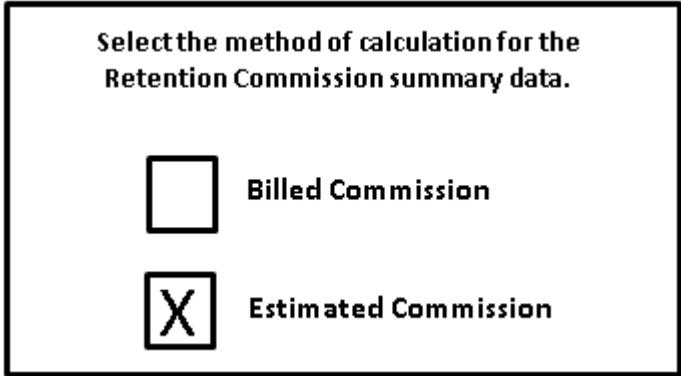 Select the method of calculation for the
Retention Commission summary data.
Billed Commission
X Estimated Commission